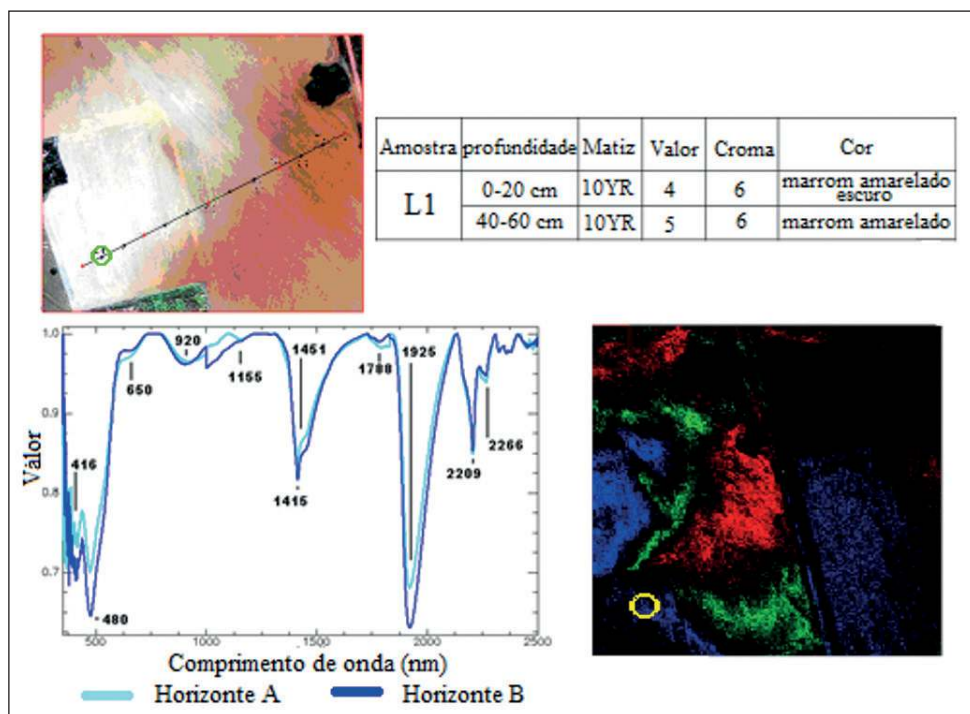 Amostra profundidade Matiz Valor Croma Cor
L1
0-20 cm 10YR 4 6 marrom amarelado
escuro
40-60 cm 10YR 5 6 marrom amarelado
Válor
1.0
0.9
0.8
0.7
416
480
650
920
1155
1415
1451
1788
1925
2209
2266
500 1000 1500 2000 2500
Comprimento de onda (nm)
Horizonte A Horizonte B